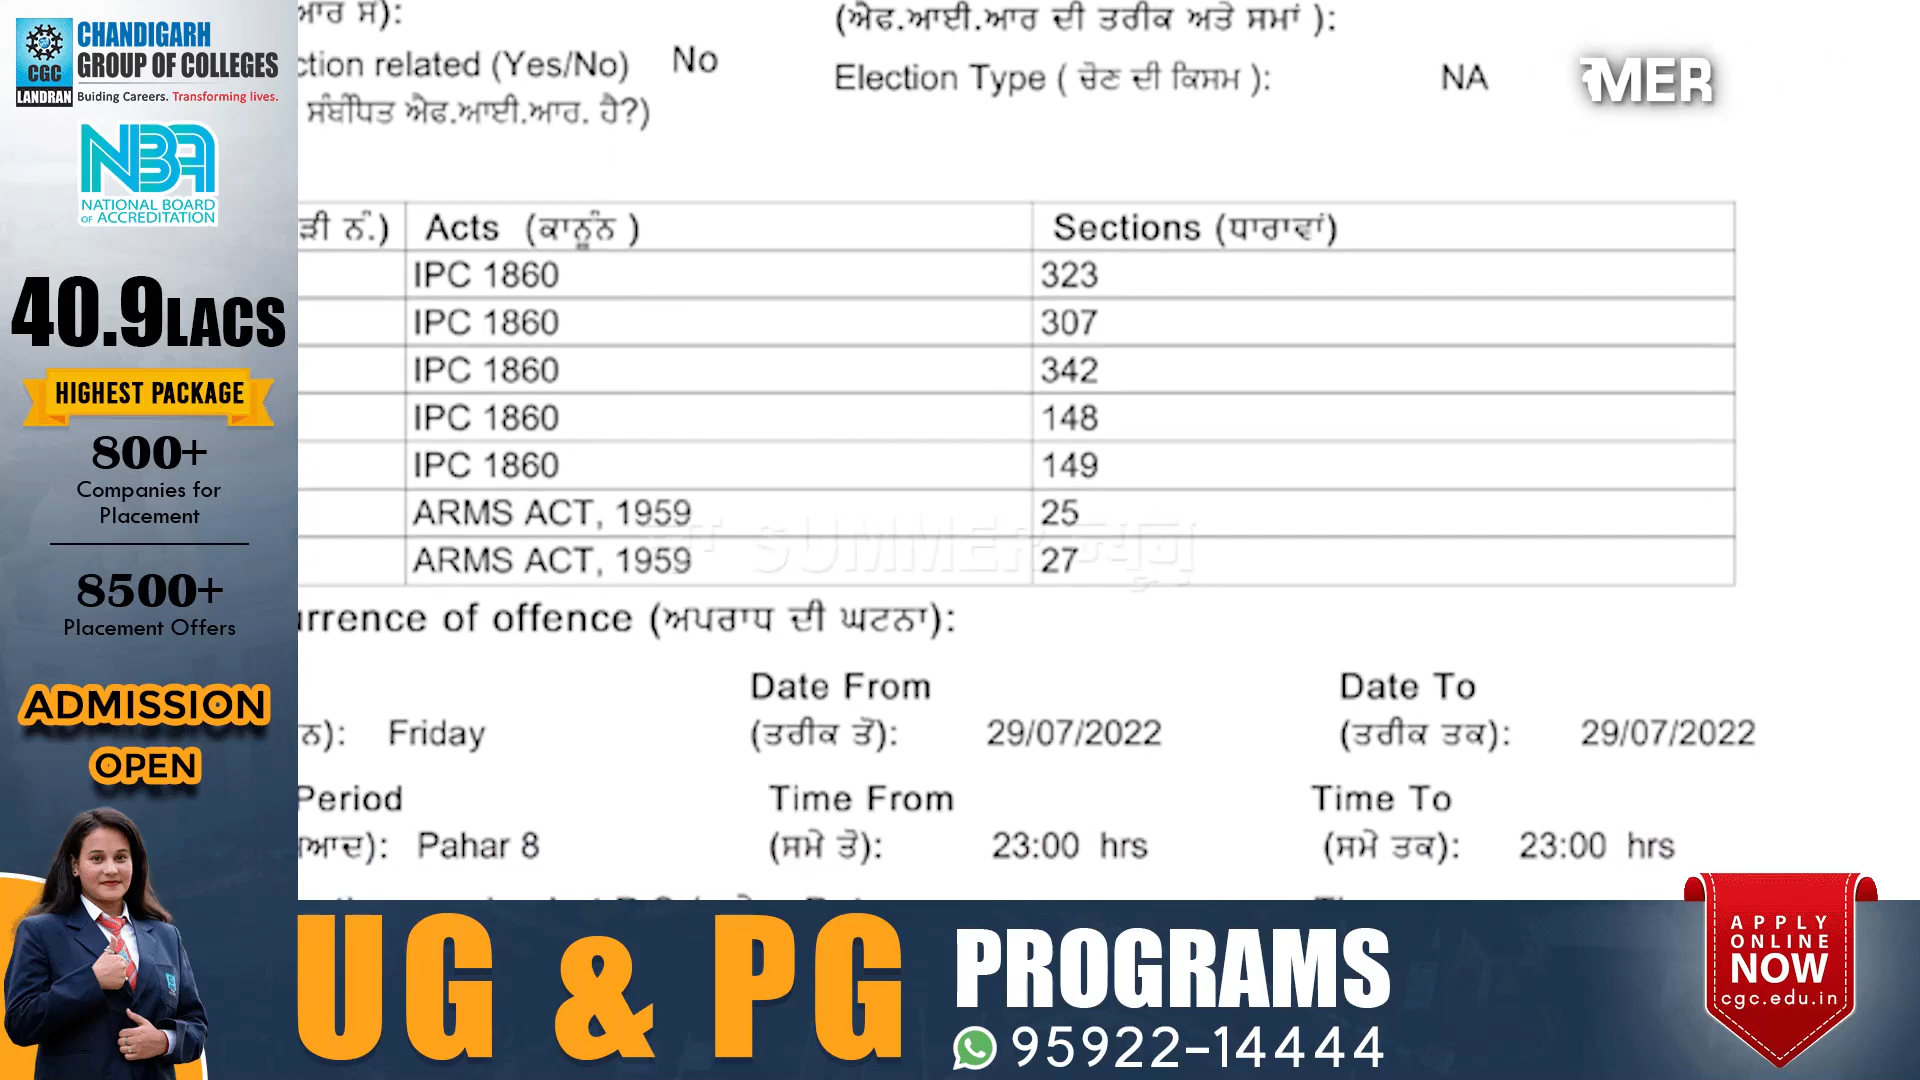 CHANDIGARH
GROUP OF COLLEGES
CGC
LANDRAN
Buiding Careers. Transforming lives.
NBA
NATIONAL BOARD
OF ACCREDITATION
40.9LACS
HIGHEST PACKAGE
800+
Companies for
Placement
8500+
Placement Offers
ADMISSION
OPEN
(ਐਫ.ਆਈ.ਆਰ ਦੀ ਤਰੀਕ ਅਤੇ ਸਮਾਂ ):
ction related (Yes/No) No
Election Type ( ਚੋਣ ਦੀ ਕਿਸਮ ): NA
ਸੰਬੰਧਿਤ ਐਫ.ਆਈ.ਆਰ. ਹੈ?)
MER
ੜੀ ਨੰ.) Acts (ਕਾਨੂੰਨ ) Sections (ਧਾਰਾਵਾਂ)
IPC 1860 323
IPC 1860 307
IPC 1860 342
IPC 1860 148
IPC 1860 149
ARMS ACT, 1959 25
ARMS ACT, 1959 27
SUMMER
urrence of offence (ਅਪਰਾਧ ਦੀ ਘਟਨਾ):
Date From Date To
ਨ): Friday (ਤਰੀਕ ਤੋਂ): 29/07/2022 (ਤਰੀਕ ਤਕ): 29/07/2022
Period Time From Time To
ਆਦ): Pahar 8 (ਸਮੇ ਤੋ): 23:00 hrs (ਸਮੇ ਤਕ): 23:00 hrs
UG & PG PROGRAMS
95922-14444
APPLY
ONLINE
NOW
cgc.edu.in